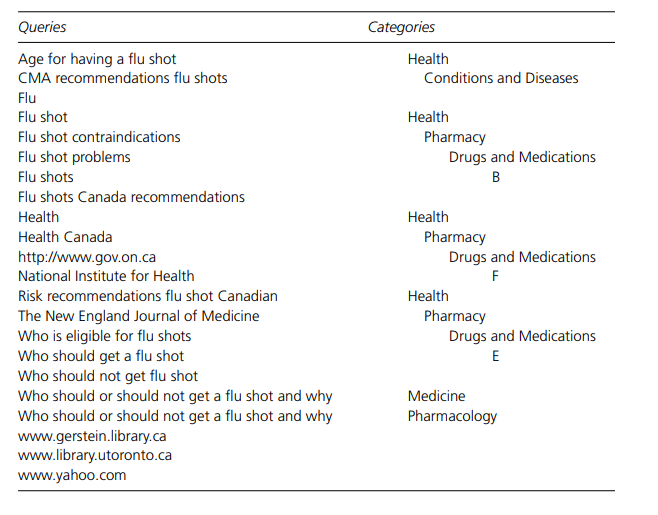 Queries Categories
Age for having a flu shot Health
CMA recommendations flu shots Conditions and Diseases
Flu
Flu shot Health
Flu shot contraindications Pharmacy
Flu shot problems Drugs and Medications
Flu shots B
Flu shots Canada recommendations
Health Health
Health Canada Pharmacy
http://www.gov.on.ca Drugs and Medications
National Institute for Health F
Risk recommendations flu shot Canadian Health
The New England Journal of Medicine Pharmacy
Who is eligible for flu shots Drugs and Medications
Who should get a flu shot E
Who should not get flu shot
Who should or should not get a flu shot and why Medicine
Who should or should not get a flu shot and why Pharmacology
www.gerstein.library.ca
www.library.utoronto.ca
www.yahoo.com